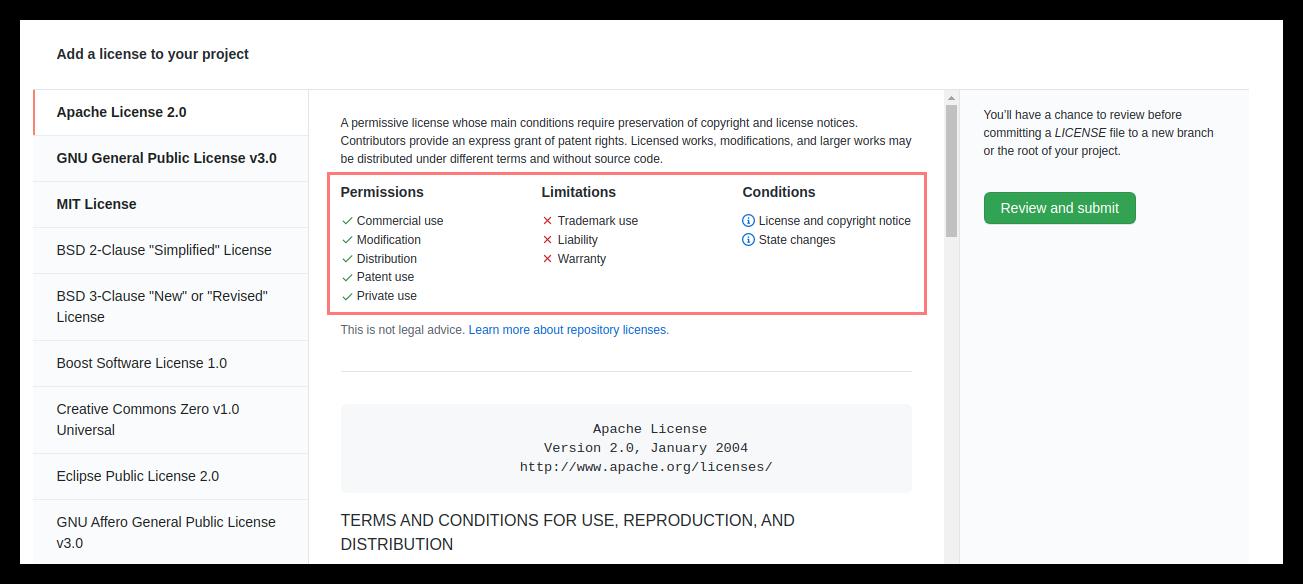 Add a license to your project
Apache License 2.0
GNU General Public License v3.0
MIT License
BSD 2-Clause "Simplified" License
BSD 3-Clause "New" or "Revised"
License
Boost Software License 1.0
Creative Commons Zero v1.0
Universal
Eclipse Public License 2.0
GNU Affero General Public License
v3.0
A permissive license whose main conditions require preservation of copyright and license notices.
Contributors provide an express grant of patent rights. Licensed works, modifications, and larger works may
be distributed under different terms and without source code.
Permissions
Commercial use
Modification
Distribution
Patent use
Private use
Limitations
Trademark use
Liability
Warranty
Conditions
License and copyright notice
State changes
This is not legal advice. Learn more about repository licenses.
Apache License
Version 2.0, January 2004
http://www.apache.org/licenses/
TERMS AND CONDITIONS FOR USE, REPRODUCTION, AND
DISTRIBUTION
You'll have a chance to review before
committing a LICENSE file to a new branch
or the root of your project.
Review and submit